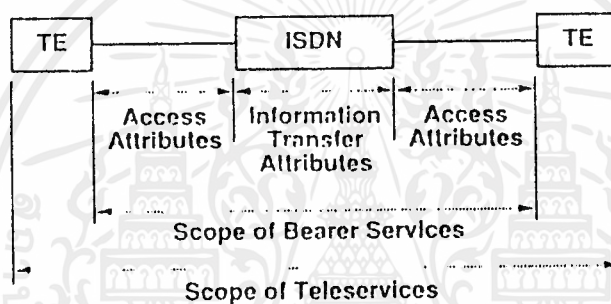 TE ISDN TE
Access Information Access
Attributes Transfer Attributes
Attributes
Scope of Bearer Services
Scope of Teleservices